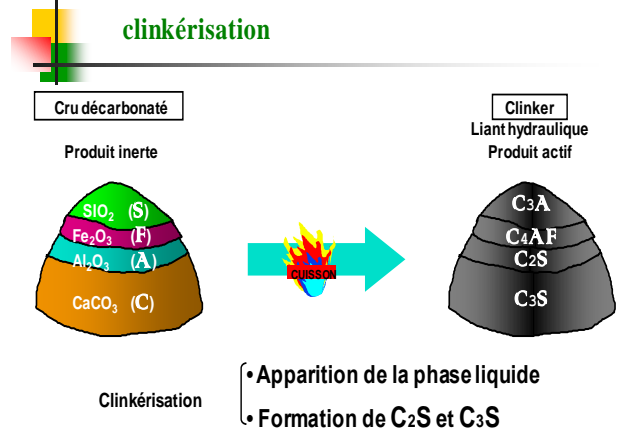 clinkérisation
Cru décarbonaté
Produit inerte
SIO₂ (S)
Fe₂O₃ (F)
Al₂O₃ (A)
CaCO₃ (C)
CUISSON
Clinker
Liant hydraulique
Produit actif
C3A
C4AF
C2S
C3S
Clinkérisation
• Apparition de la phase liquide
• Formation de C2S et C3S